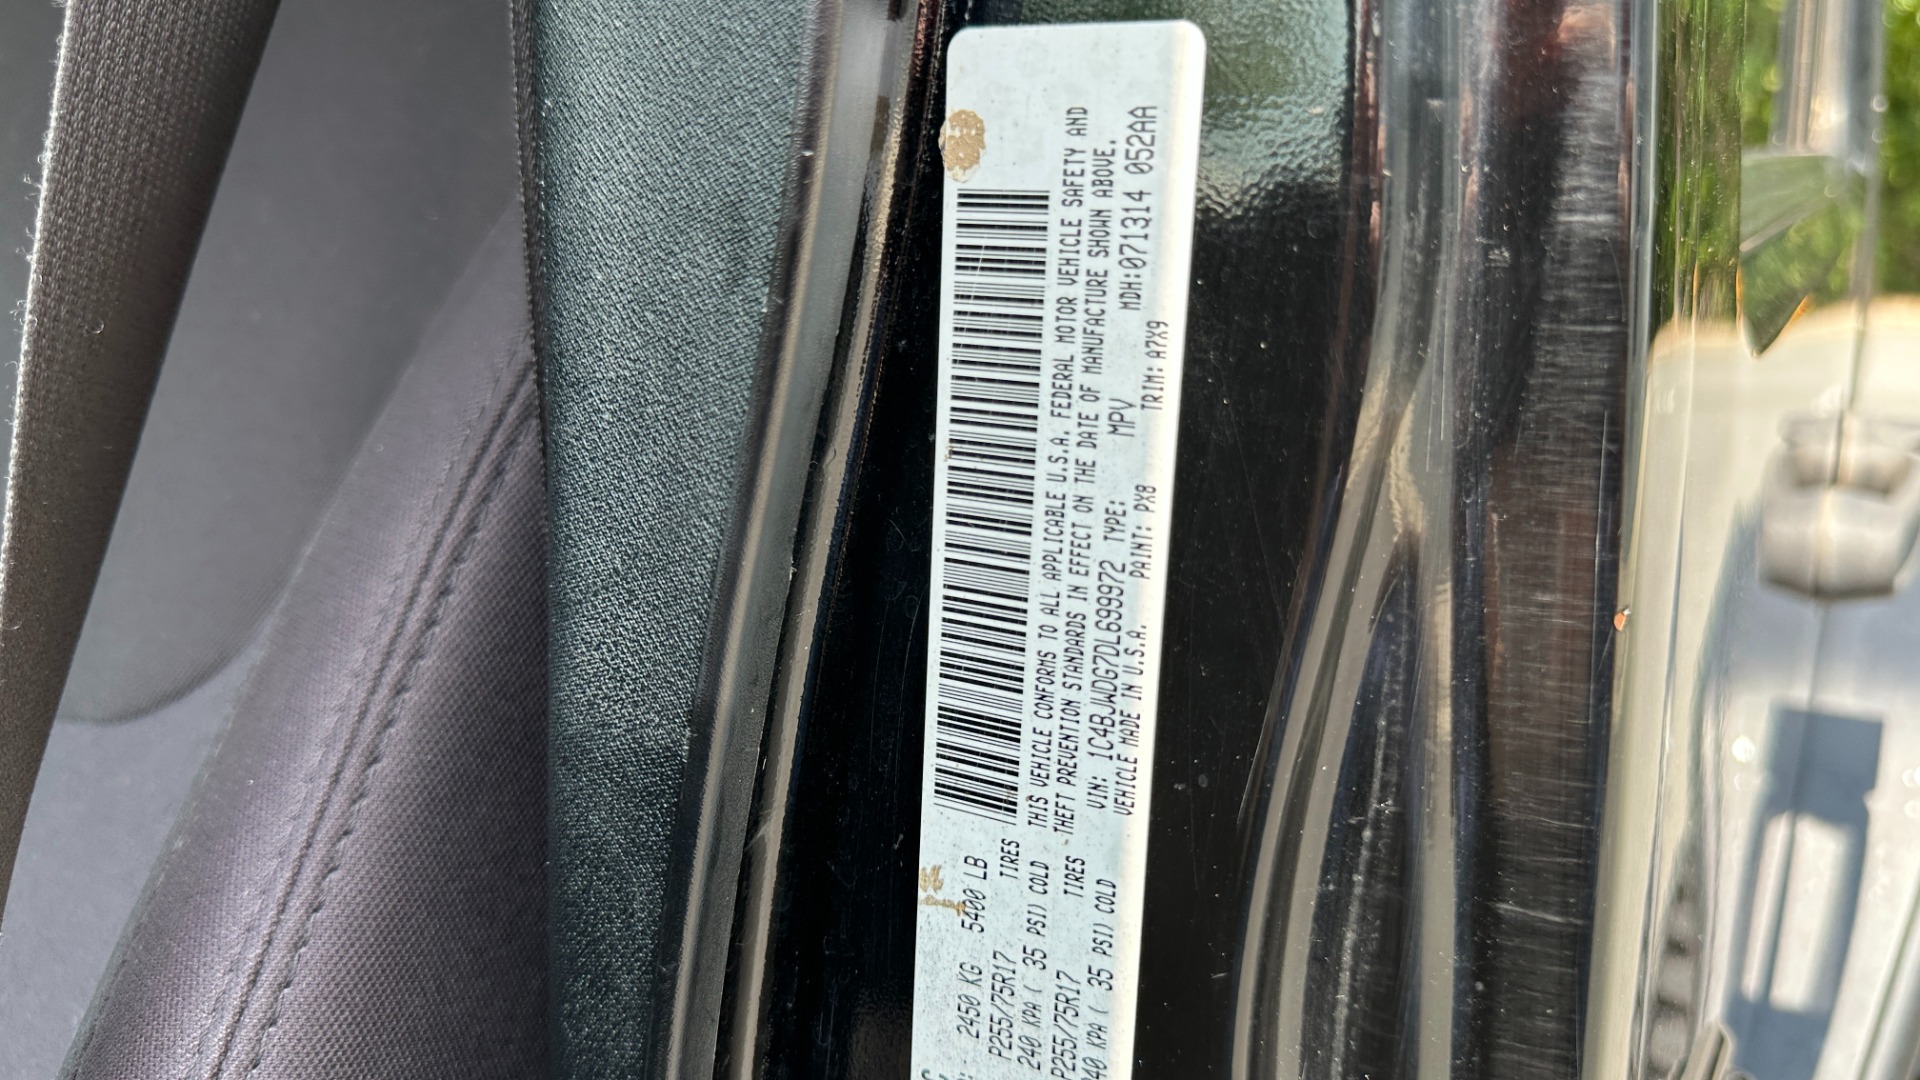 2450 KG 5400 LB
P255/75R17 TIRES
240 KPA ( 35 PSI) COLD
P255/75R17 TIRES
240 KPA ( 35 PSI) COLD
THIS VEHICLE CONFORMS TO ALL APPLICABLE U.S.A. FEDERAL MOTOR VEHICLE SAFETY AND
THEFT PREVENTION STANDARDS IN EFFECT ON THE DATE OF MANUFACTURE SHOWN ABOVE.
VIN: 1C4BJWDG7DL699972 TYPE: MPV MDH:071314 052AA
VEHICLE MADE IN U.S.A. PAINT: PX8 TRIM: A7X9